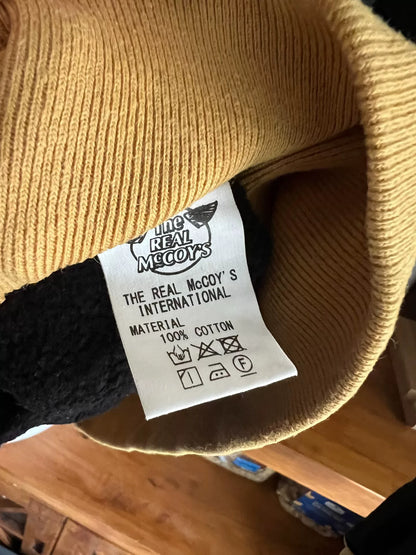 The
REAL
McCOY'S
THE REAL McCOY'S
INTERNATIONAL
MATERIAL
100% COTTON
F